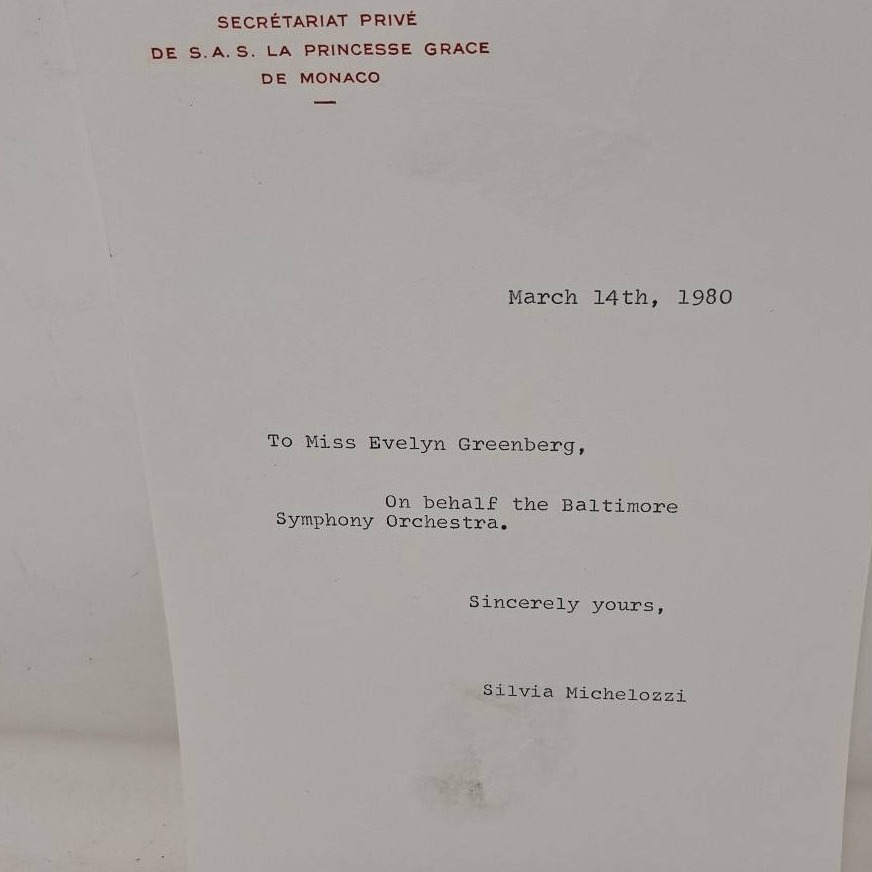 SECRÉTARIAT PRIVÉ
DE S.A.S. LA PRINCESSE GRACE
DE MONACO
March 14th, 1980
To Miss Evelyn Greenberg,
On behalf the Baltimore
Symphony Orchestra.
Sincerely yours,
Silvia Michelozzi